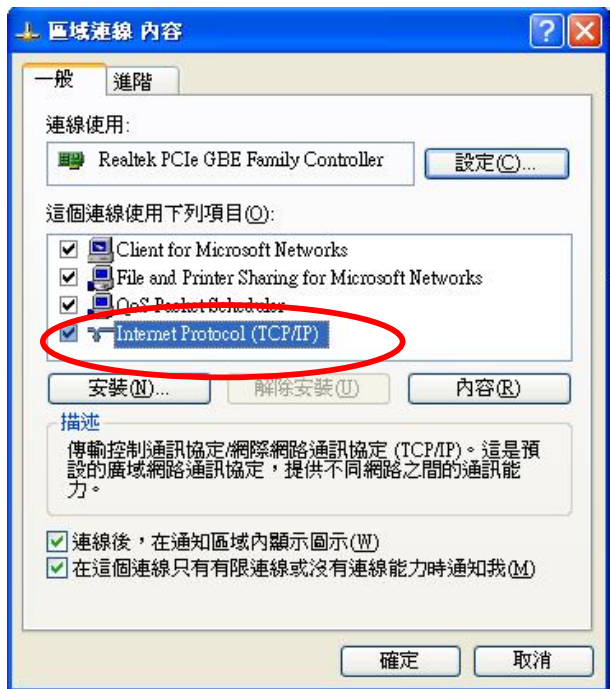 區域連線 內容
一般
進階
連線使用:
Realtek PCIe GBE Family Controller
設定(C)...
這個連線使用下列項目(O):
Client for Microsoft Networks
File and Printer Sharing for Microsoft Networks
QoS Packet Scheduler
Internet Protocol (TCP/IP)
安裝(N)...
解除安裝(U)
內容(R)
描述
傳輸控制通訊協定/網際網路通訊協定 (TCP/IP)。這是預
設的廣域網路通訊協定，提供不同網路之間的通訊能
力。
連線後，在通知區域內顯示圖示(W)
在這個連線只有有限連線或沒有連線能力時通知我(M)
確定
取消